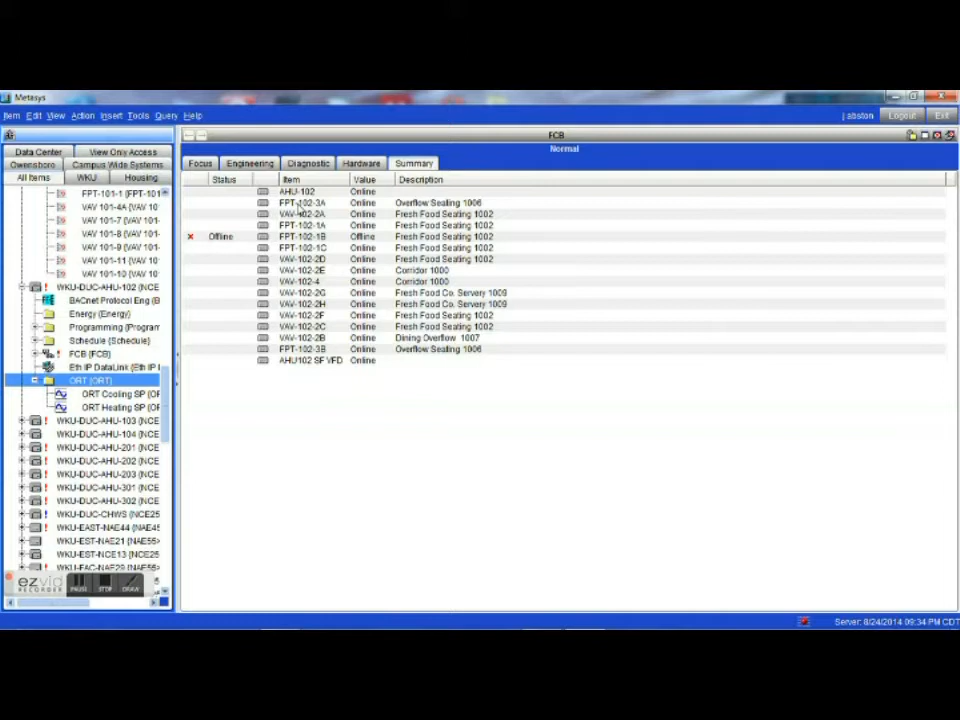 Metasys
Item Edit View Action Insert Tools Query Help
jabston Logout Exit
FCB
Normal
Data Center View Only Access
Owensboro Campus Wide Systems
All Items WKU Housing
Focus Engineering Diagnostic Hardware Summary
Status Item Value Description
AHU-102 Online
FPT-102-3A Online Overflow Seating 1006
VAV-102-2A Online Fresh Food Seating 1002
FPT-102-1A Online Fresh Food Seating 1002
Offline FPT-102-1B Offline Fresh Food Seating 1002
FPT-102-1C Online Fresh Food Seating 1002
VAV-102-2D Online Fresh Food Seating 1002
VAV-102-2E Online Corridor 1000
VAV-102-4 Online Corridor 1000
VAV-102-2G Online Fresh Food Co. Servery 1009
VAV-102-2H Online Fresh Food Co. Servery 1009
VAV-102-2F Online Fresh Food Seating 1002
VAV-102-2C Online Fresh Food Seating 1002
VAV-102-2B Online Dining Overflow 1007
FPT-102-3B Online Overflow Seating 1006
AHU102 SF VFD Online
FPT-101-1 (FPT-101
VAV 101-4A (VAV 10
VAV 101-7 (VAV 101-
VAV 101-8 (VAV 101-
VAV 101-9 (VAV 101-
VAV 101-11 (VAV 10
VAV 101-10 (VAV 10
WKU-DUC-AHU-102 (NCE
BACnet Protocol Eng (B
Energy (Energy)
Programming (Program
Schedule (Schedule)
FCB (FCB)
Eth IP DataLink (Eth IP
ORT (ORT)
ORT Cooling SP (OF
ORT Heating SP (OF
WKU-DUC-AHU-103 (NCE
WKU-DUC-AHU-104 (NCE
WKU-DUC-AHU-201 (NCE
WKU-DUC-AHU-202 (NCE
WKU-DUC-AHU-203 (NCE
WKU-DUC-AHU-301 (NCE
WKU-DUC-AHU-302 (NCE
WKU-DUC-CHWS (NCE25
WKU-EAST-NAE44 (NAE45
WKU-EST-NAE21 (NAE55
WKU-EST-NCE13 (NCE25
WKU-FAC-NAE29 (NAE55
ezvid
RECORDER PAUSE STOP DRAW
Server: 8/24/2014 09:34 PM CDT